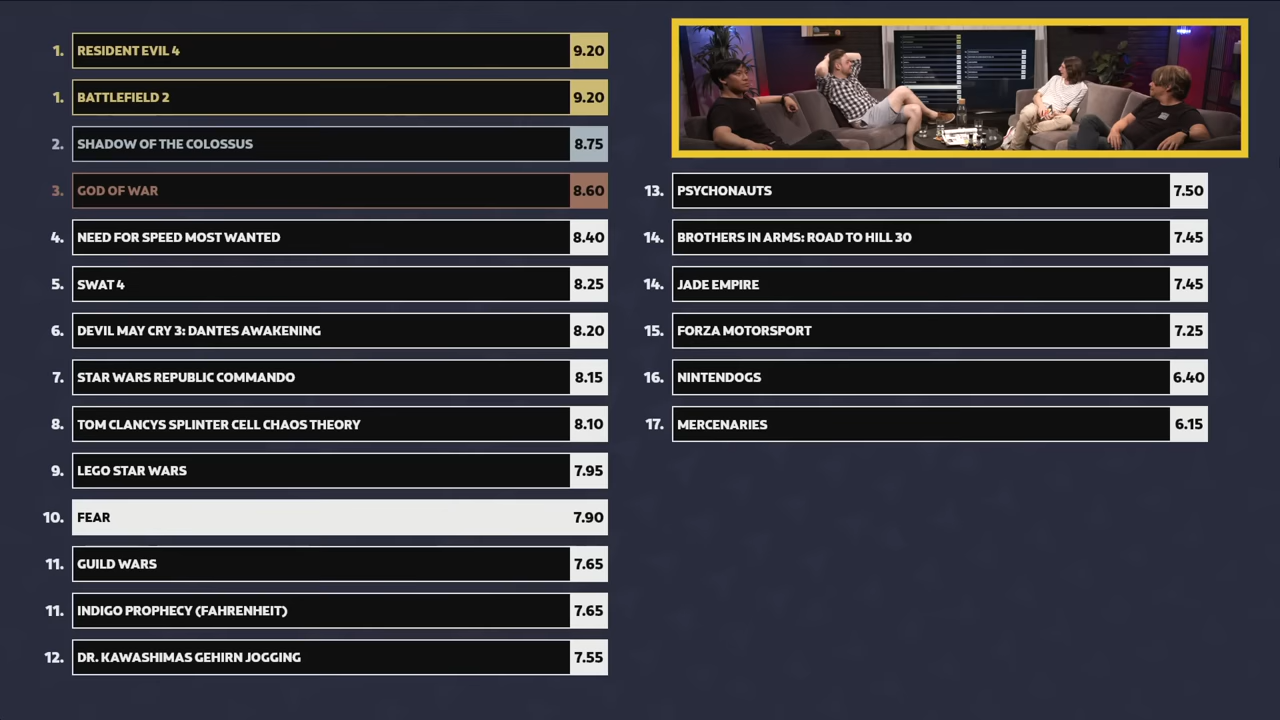 1. RESIDENT EVIL 4 9.20
1. BATTLEFIELD 2 9.20
2. SHADOW OF THE COLOSSUS 8.75
3. GOD OF WAR 8.60
4. NEED FOR SPEED MOST WANTED 8.40
5. SWAT 4 8.25
6. DEVIL MAY CRY 3: DANTES AWAKENING 8.20
7. STAR WARS REPUBLIC COMMANDO 8.15
8. TOM CLANCYS SPLINTER CELL CHAOS THEORY 8.10
9. LEGO STAR WARS 7.95
10. FEAR 7.90
11. GUILD WARS 7.65
11. INDIGO PROPHECY (FAHRENHEIT) 7.65
12. DR. KAWASHIMAS GEHIRN JOGGING 7.55
13. PSYCHONAUTS 7.50
14. BROTHERS IN ARMS: ROAD TO HILL 30 7.45
14. JADE EMPIRE 7.45
15. FORZA MOTORSPORT 7.25
16. NINTENDOGS 6.40
17. MERCENARIES 6.15